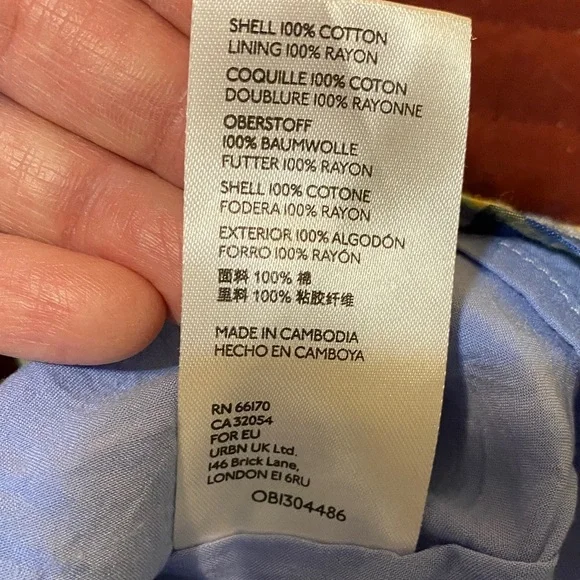 SHELL 100% COTTON
LINING 100% RAYON
COQUILLE 100% COTON
DOUBLURE 100% RAYONNE
OBERSTOFF
100% BAUMWOLLE
FUTTER 100% RAYON
SHELL 100% COTONE
FODERA 100% RAYON
EXTERIOR 100% ALGODÓN
FORRO 100% RAYÓN
面料 100% 棉
里料 100% 粘胶纤维
MADE IN CAMBODIA
HECHO EN CAMBOYA
RN 66170
CA 32054
FOR EU
URBN UK Ltd.
146 Brick Lane,
LONDON E1 6RU
OB1304486